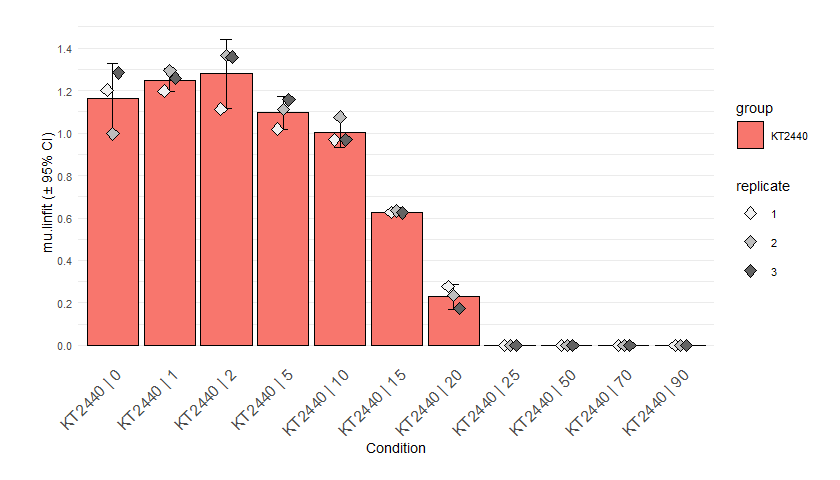 mu.linfit (± 95% CI)
1.4
1.2
1.0
0.8
0.6
0.4
0.2
0.0
KT2440 | 0
KT2440 | 1
KT2440 | 2
KT2440 | 5
KT2440 | 10
KT2440 | 15
KT2440 | 20
KT2440 | 25
KT2440 | 50
KT2440 | 70
KT2440 | 90
Condition
group
KT2440
replicate
1
2
3